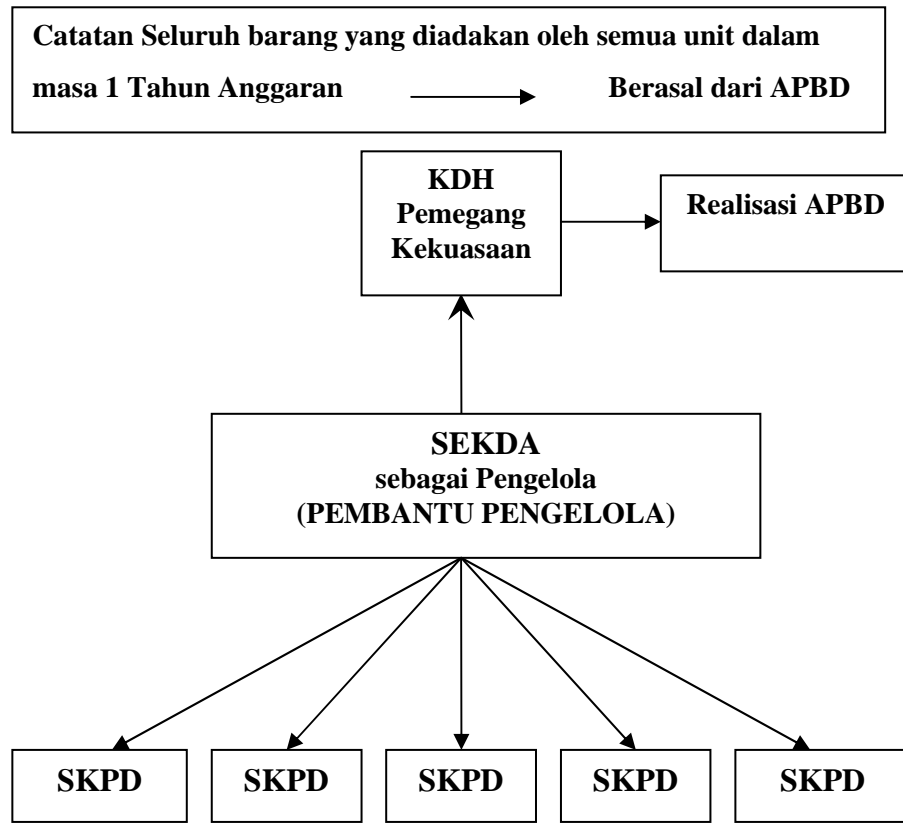 Catatan Seluruh barang yang diadakan oleh semua unit dalam
masa 1 Tahun Anggaran Berasal dari APBD
KDH
Pemegang
Kekuasaan
Realisasi APBD
SEKDA
sebagai Pengelola
(PEMBANTU PENGELOLA)
SKPD SKPD SKPD SKPD SKPD